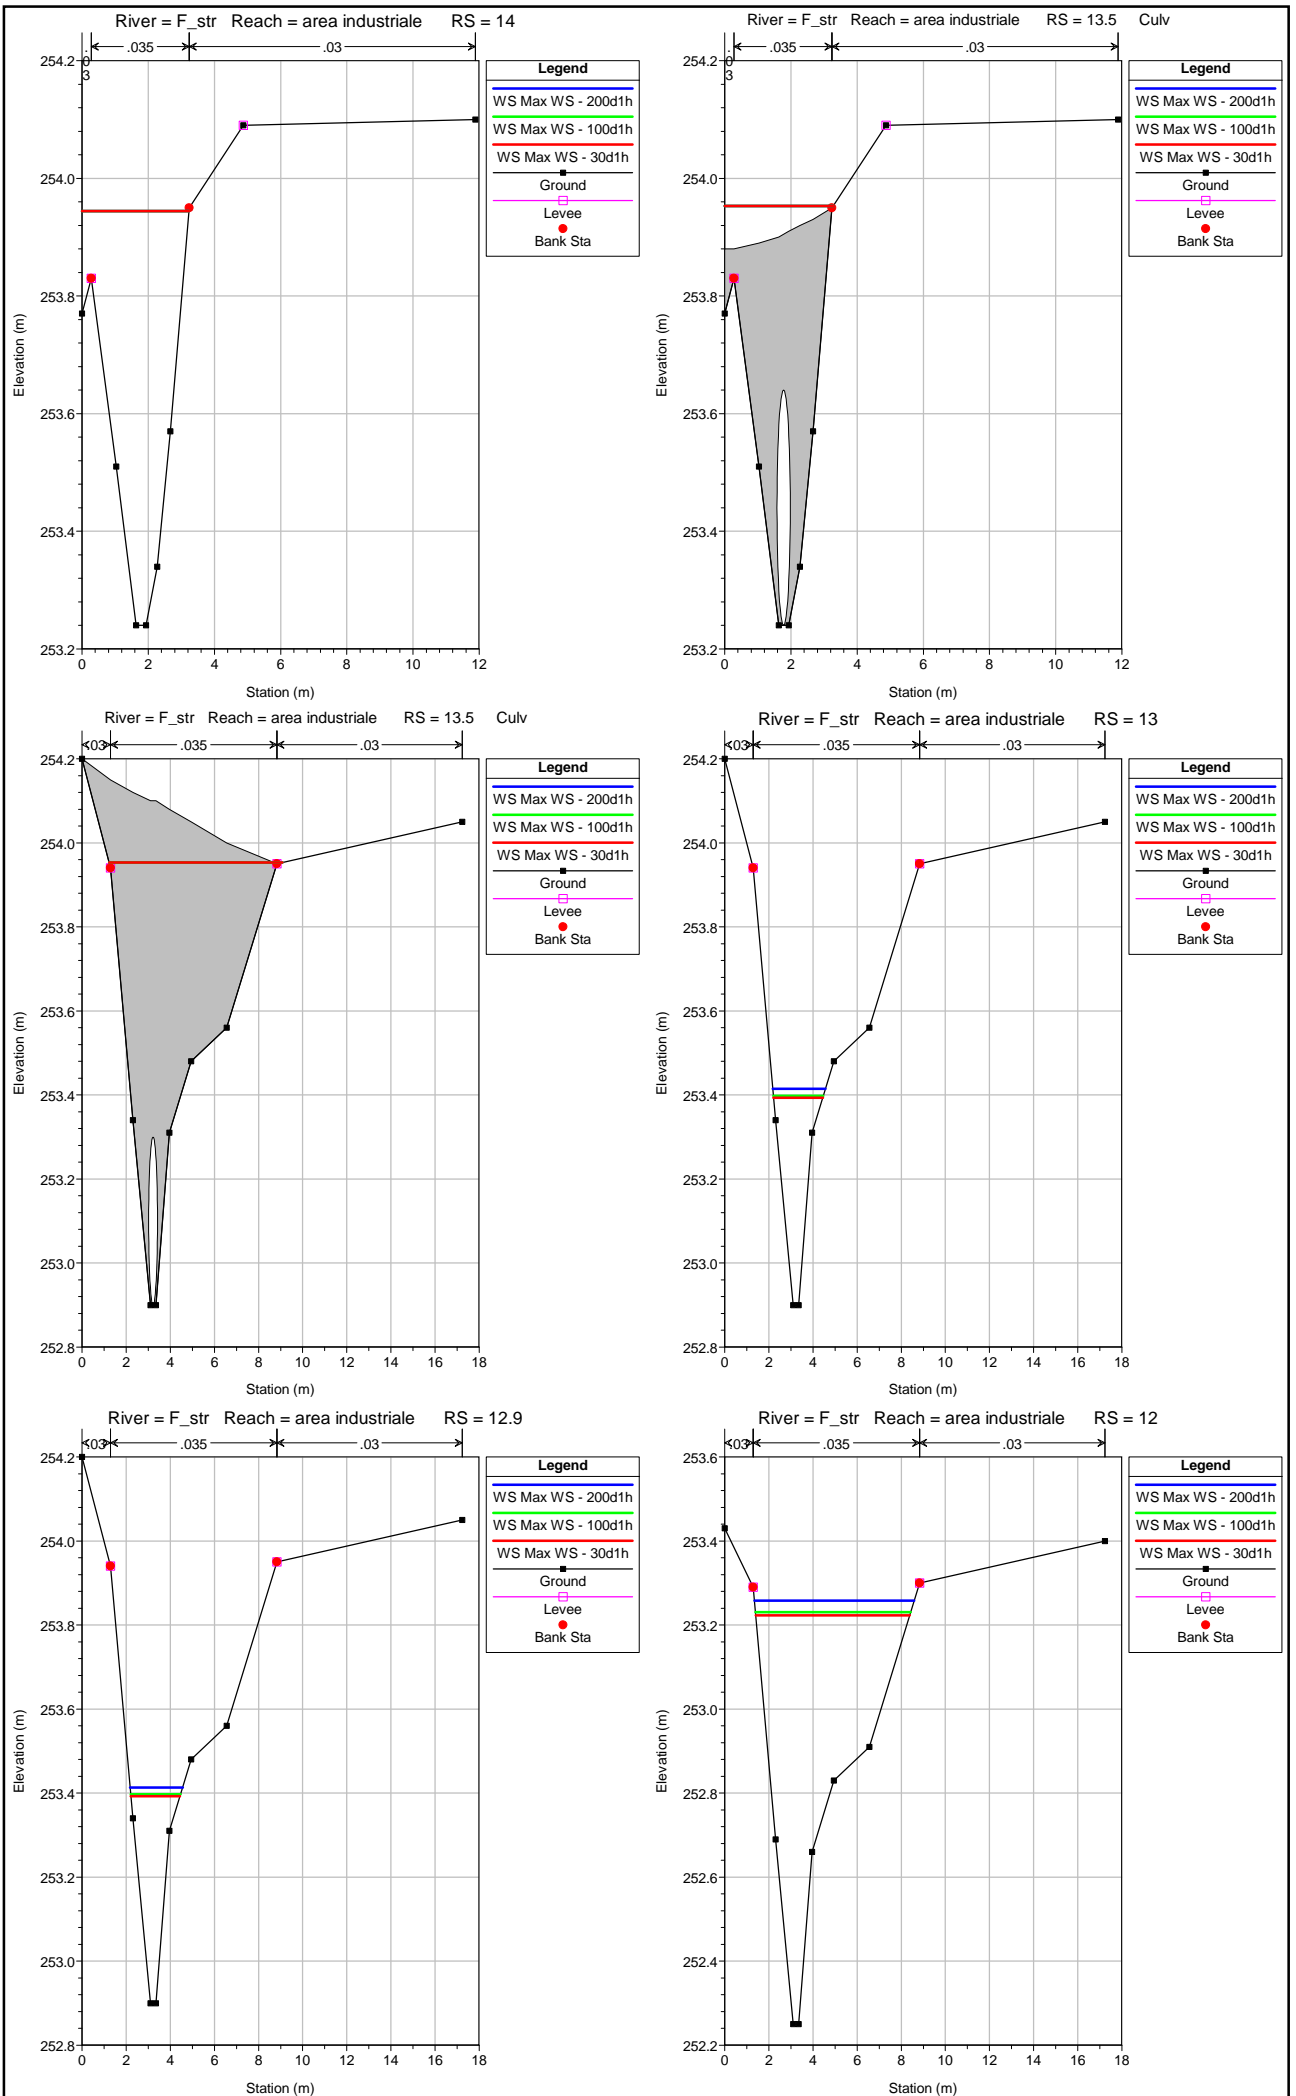 River = F_str Reach = area industriale RS = 14
.03
.035
.03
254.2
254.0
253.8
253.6
253.4
253.2
0 2 4 6 8 10 12
Station (m)
Elevation (m)
Legend
WS Max WS - 200d1h
WS Max WS - 100d1h
WS Max WS - 30d1h
Ground
Levee
Bank Sta
River = F_str Reach = area industriale RS = 13.5 Culv
.03
.035
.03
254.2
254.0
253.8
253.6
253.4
253.2
0 2 4 6 8 10 12
Station (m)
Elevation (m)
Legend
WS Max WS - 200d1h
WS Max WS - 100d1h
WS Max WS - 30d1h
Ground
Levee
Bank Sta
River = F_str Reach = area industriale RS = 13.5 Culv
.03
.035
.03
254.2
254.0
253.8
253.6
253.4
253.2
253.0
252.8
0 2 4 6 8 10 12 14 16 18
Station (m)
Elevation (m)
Legend
WS Max WS - 200d1h
WS Max WS - 100d1h
WS Max WS - 30d1h
Ground
Levee
Bank Sta
River = F_str Reach = area industriale RS = 13
.03
.035
.03
254.2
254.0
253.8
253.6
253.4
253.2
253.0
252.8
0 2 4 6 8 10 12 14 16 18
Station (m)
Elevation (m)
Legend
WS Max WS - 200d1h
WS Max WS - 100d1h
WS Max WS - 30d1h
Ground
Levee
Bank Sta
River = F_str Reach = area industriale RS = 12.9
.03
.035
.03
254.2
254.0
253.8
253.6
253.4
253.2
253.0
252.8
0 2 4 6 8 10 12 14 16 18
Station (m)
Elevation (m)
Legend
WS Max WS - 200d1h
WS Max WS - 100d1h
WS Max WS - 30d1h
Ground
Levee
Bank Sta
River = F_str Reach = area industriale RS = 12
.03
.035
.03
253.6
253.4
253.2
253.0
252.8
252.6
252.4
252.2
0 2 4 6 8 10 12 14 16 18
Station (m)
Elevation (m)
Legend
WS Max WS - 200d1h
WS Max WS - 100d1h
WS Max WS - 30d1h
Ground
Levee
Bank Sta